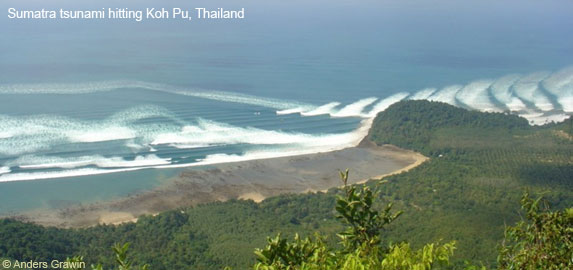 Sumatra tsunami hitting Koh Pu, Thailand
© Anders Grawin